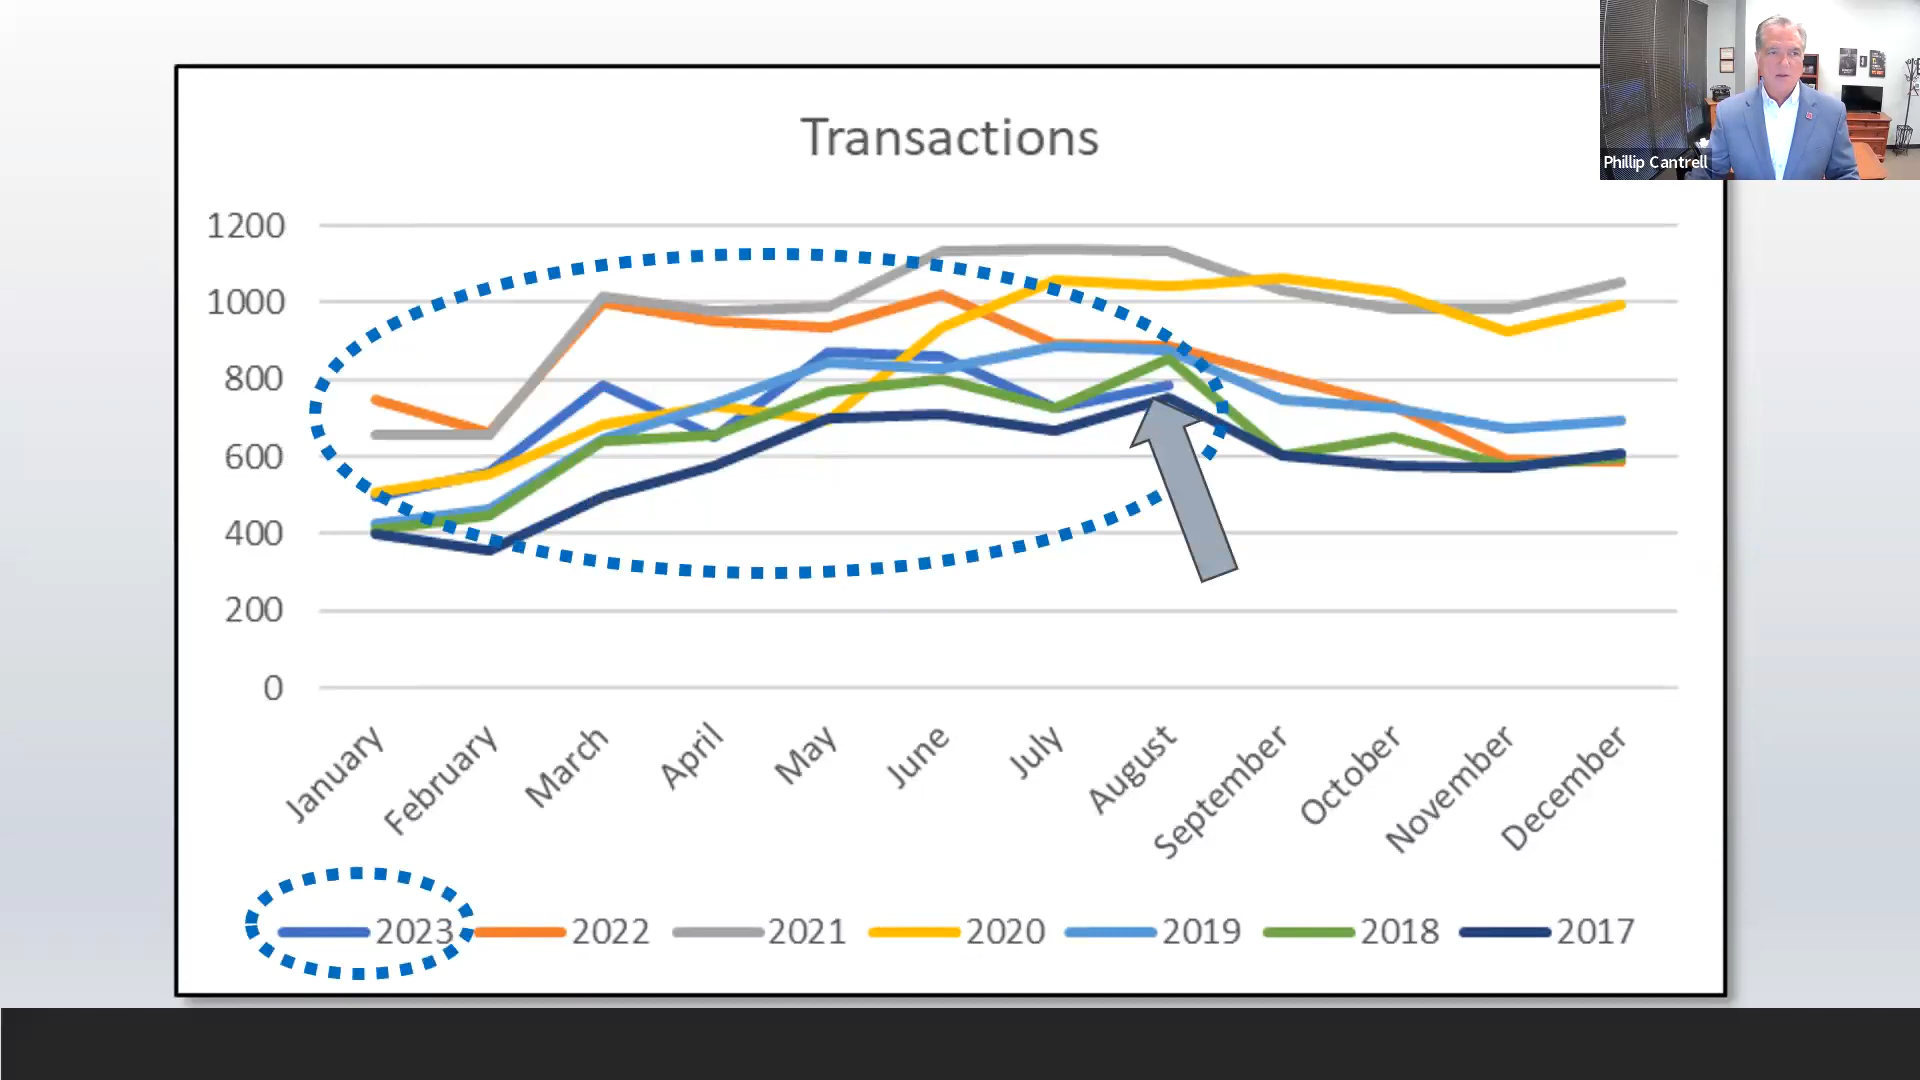 Phillip Cantrell
Transactions
1200
1000
800
600
400
200
0
January February March April May June July August September October November December
2023 2022 2021 2020 2019 2018 2017